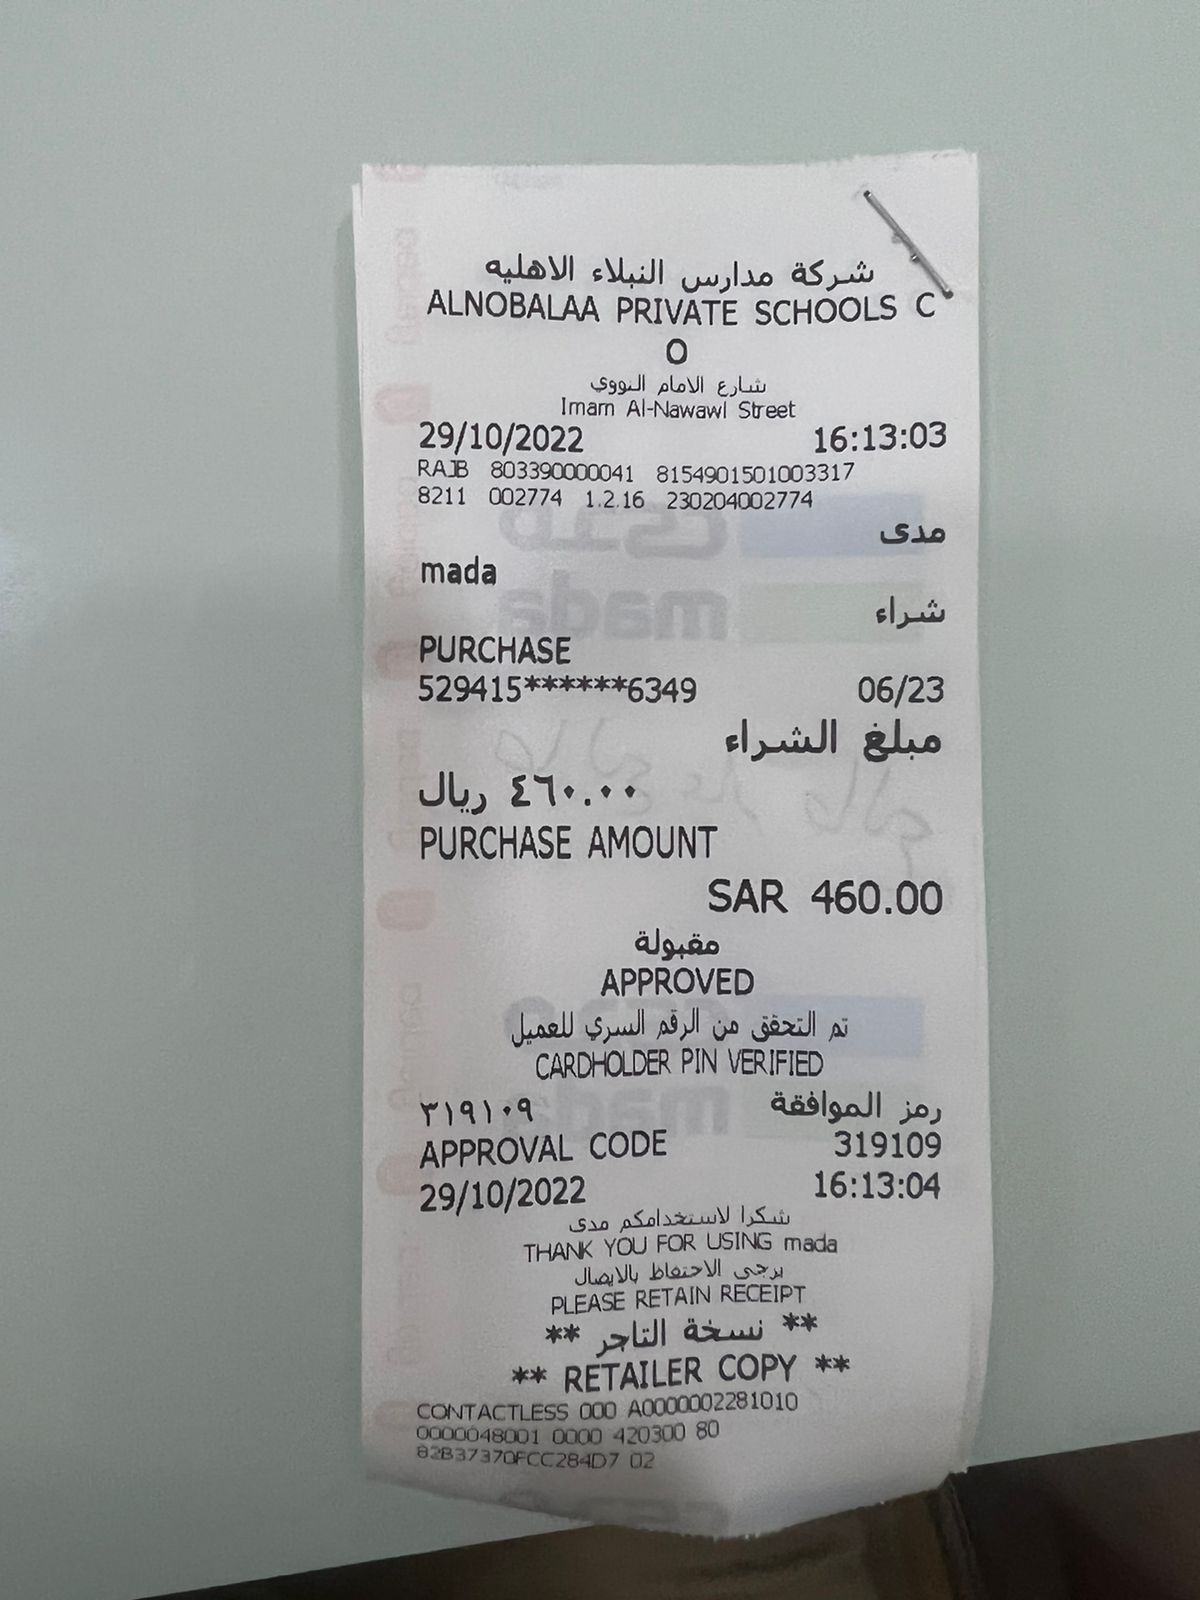 شركة مدارس النبلاء الاهليه
ALNOBALAA PRIVATE SCHOOLS C
O
شارع الامام النووي
Imam Al-Nawawi Street
29/10/2022 16:13:03
RAJB 803390000041 8154901501003317
8211 002774 1.2.16 230204002774
مدى
mada
شراء
PURCHASE
529415******6349 06/23
مبلغ الشراء
٤٦٠.٠٠ ريال
PURCHASE AMOUNT
SAR 460.00
مقبولة
APPROVED
تم التحقق من الرقم السري للعميل
CARDHOLDER PIN VERIFIED
رمز الموافقة ٣١٩١٠٩
APPROVAL CODE 319109
29/10/2022 16:13:04
شكرا لاستخدامكم مدى
THANK YOU FOR USING mada
يرجى الاحتفاظ بالايصال
PLEASE RETAIN RECEIPT
** نسخة التاجر **
** RETAILER COPY **
CONTACTLESS 000 A0000002281010
0000048001 0000 420300 80
82B37370FCC284D7 02